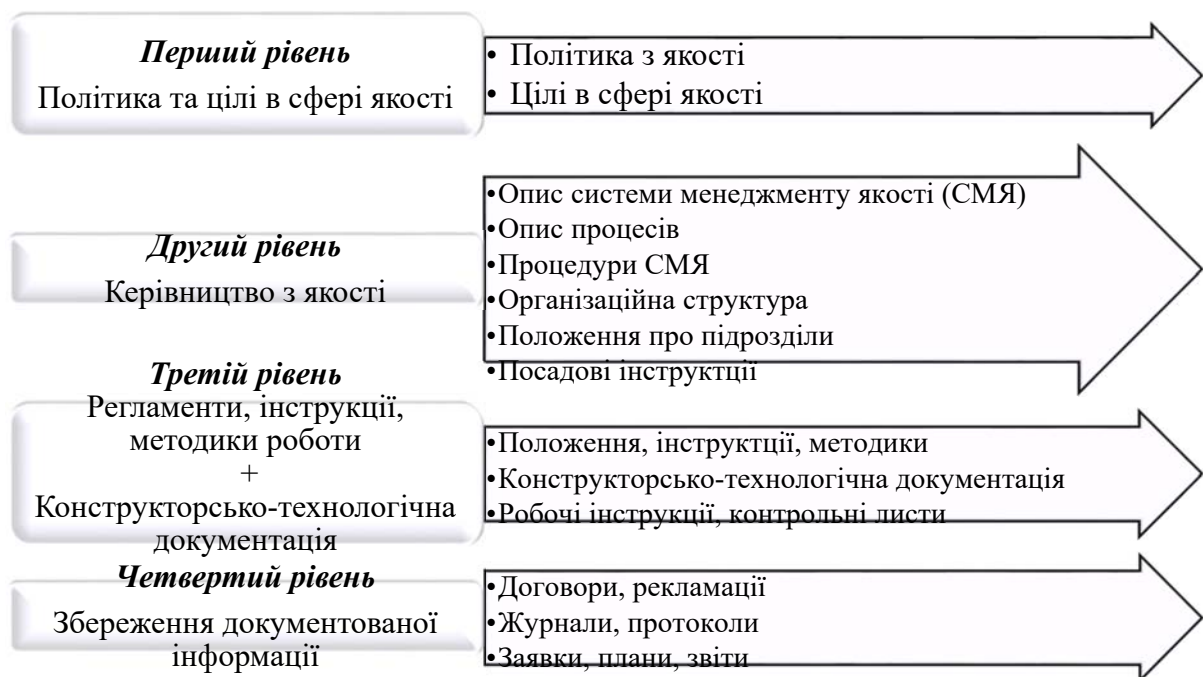 Перший рівень
Політика та цілі в сфері якості
• Політика з якості
• Цілі в сфері якості
Другий рівень
Керівництво з якості
•Опис системи менеджменту якості (СМЯ)
•Опис процесів
•Процедури СМЯ
•Організаційна структура
•Положення про підрозділи
•Посадові інструктції
Третій рівень
Регламенти, інструкції,
методики роботи
+
Конструкторсько-технологічна
документація
•Положення, інструктції, методики
•Конструкторсько-технологічна документація
•Робочі інструкції, контрольні листи
Четвертий рівень
Збереження документованої
інформації
•Договори, рекламації
•Журнали, протоколи
•Заявки, плани, звіти